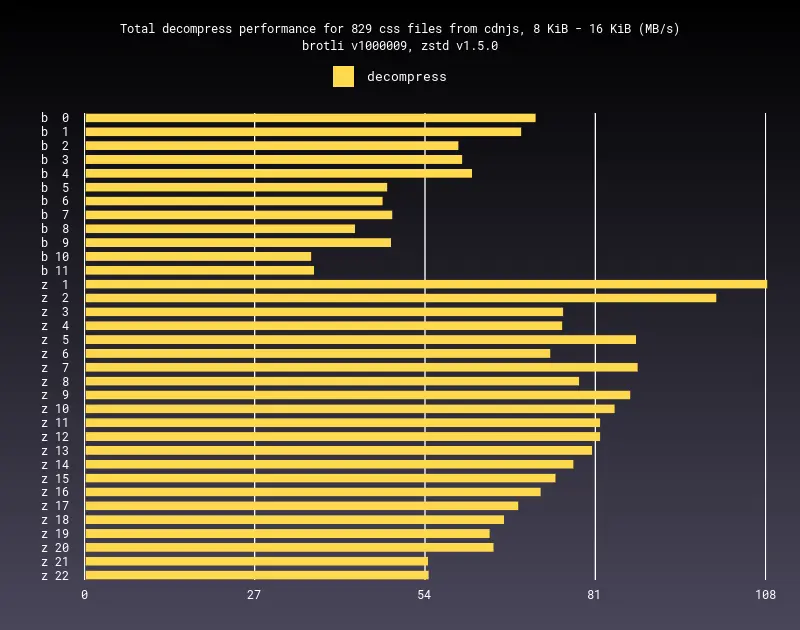 Total decompress performance for 829 css files from cdnjs, 8 KiB - 16 KiB (MB/s)
brotli v1000009, zstd v1.5.0
decompress
b 0
b 1
b 2
b 3
b 4
b 5
b 6
b 7
b 8
b 9
b 10
b 11
z 1
z 2
z 3
z 4
z 5
z 6
z 7
z 8
z 9
z 10
z 11
z 12
z 13
z 14
z 15
z 16
z 17
z 18
z 19
z 20
z 21
z 22
0 27 54 81 108